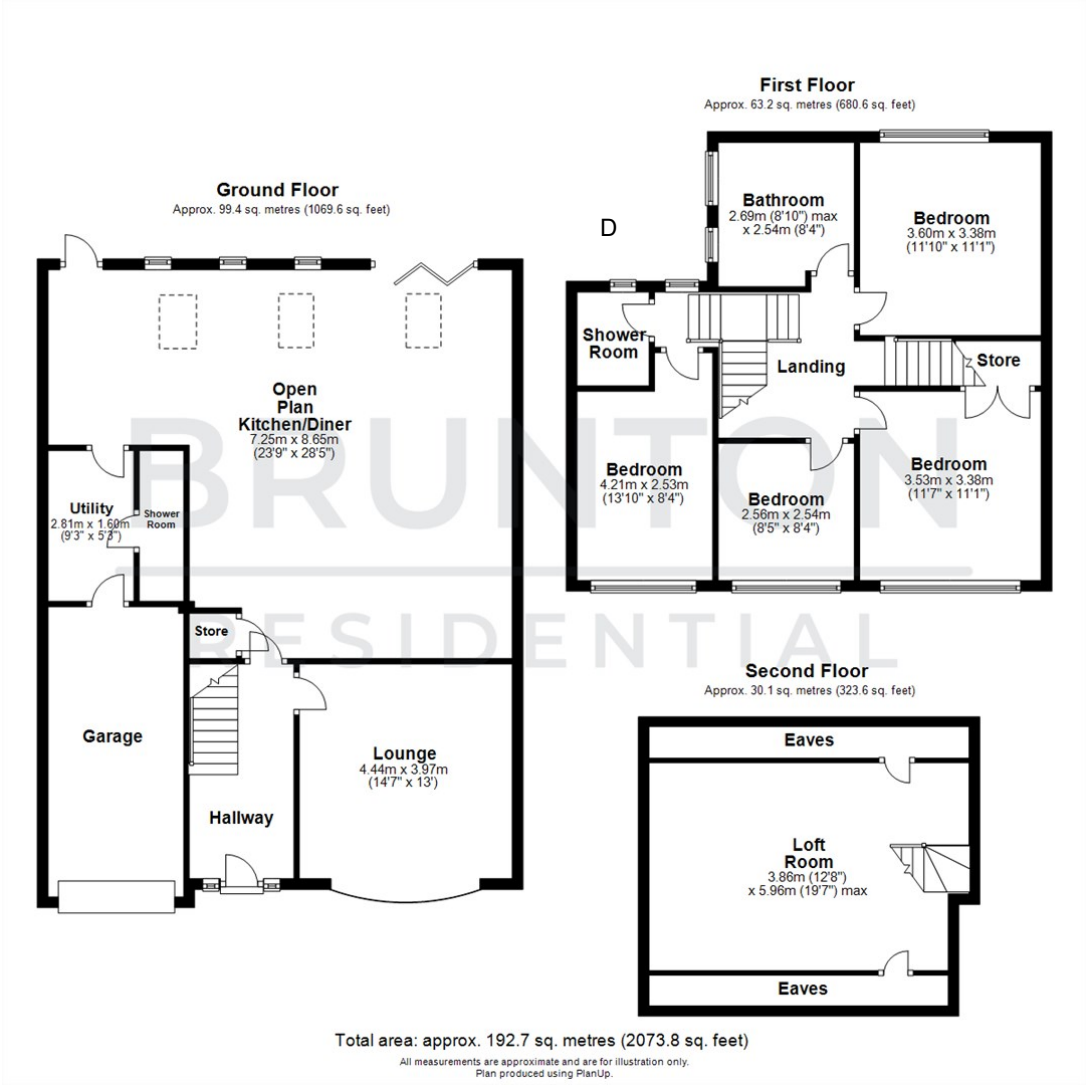 Ground Floor
Approx. 99.4 sq. metres (1069.6 sq. feet)
Open
Plan
Kitchen/Diner
7.25m x 8.65m
(23'9" x 28'5")
Utility
2.81m x 1.60m
(9'3" x 5'3")
Shower
Room
Store
Garage
Hallway
Lounge
4.44m x 3.97m
(14'7" x 13')
First Floor
Approx. 63.2 sq. metres (680.6 sq. feet)
D
Bathroom
2.69m (8'10") max
x 2.54m (8'4")
Bedroom
3.60m x 3.38m
(11'10" x 11'1")
Shower
Room
Landing
Store
Bedroom
4.21m x 2.53m
(13'10" x 8'4")
Bedroom
2.56m x 2.54m
(8'5" x 8'4")
Bedroom
3.53m x 3.38m
(11'7" x 11'1")
BRUNTON
RESIDENTIAL
Second Floor
Approx. 30.1 sq. metres (323.6 sq. feet)
Eaves
Loft
Room
3.86m (12'8")
x 5.96m (19'7") max
Eaves
Total area: approx. 192.7 sq. metres (2073.8 sq. feet)
All measurements are approximate and are for illustration only.
Plan produced using PlanUp.